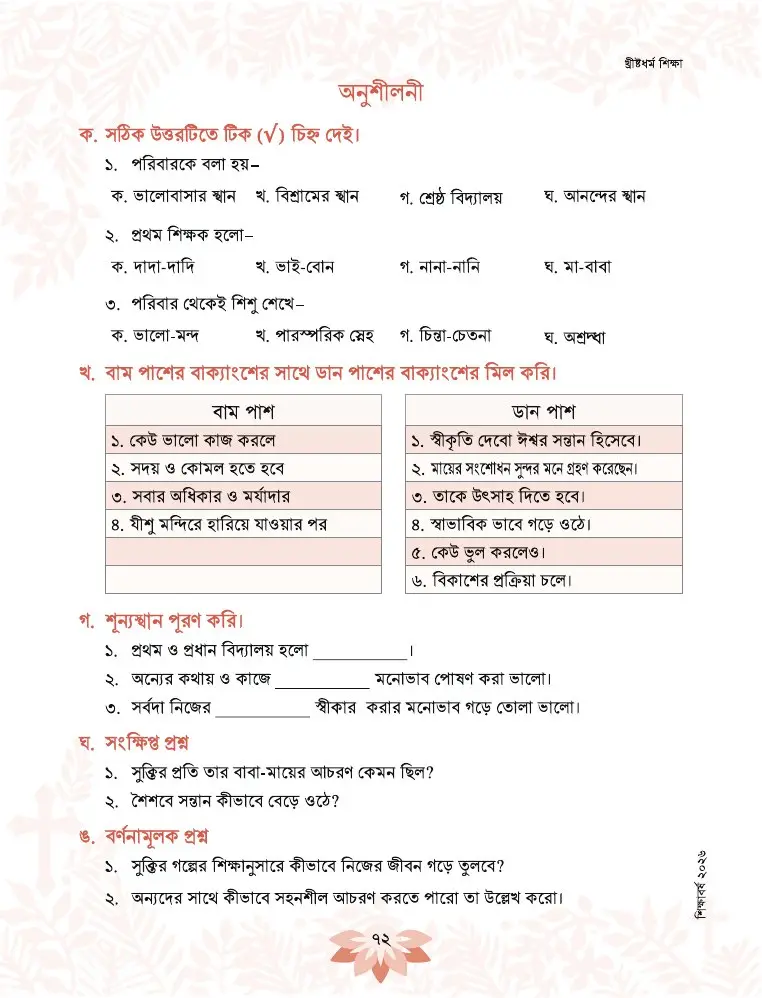 খ্রীষ্টধর্ম শিক্ষা
অনুশীলনী
ক. সঠিক উত্তরটিতে টিক (√) চিহ্ন দেই।
১. পরিবারকে বলা হয়–
ক. ভালোবাসার স্থান খ. বিশ্রামের স্থান গ. শ্রেষ্ঠ বিদ্যালয় ঘ. আনন্দের স্থান
২. প্রথম শিক্ষক হলো–
ক. দাদা-দাদি খ. ভাই-বোন গ. নানা-নানি ঘ. মা-বাবা
৩. পরিবার থেকেই শিশু শেখে–
ক. ভালো-মন্দ খ. পারস্পরিক স্নেহ গ. চিন্তা-চেতনা ঘ. অশ্রদ্ধা
খ. বাম পাশের বাক্যাংশের সাথে ডান পাশের বাক্যাংশের মিল করি।
বাম পাশ
১. কেউ ভালো কাজ করলে
২. সদয় ও কোমল হতে হবে
৩. সবার অধিকার ও মর্যাদার
৪. যীশু মন্দিরে হারিয়ে যাওয়ার পর
ডান পাশ
১. স্বীকৃতি দেবো ঈশ্বর সন্তান হিসেবে।
২. মায়ের সংশোধন সুন্দর মনে গ্রহণ করেছেন।
৩. তাকে উৎসাহ দিতে হবে।
৪. স্বাভাবিক ভাবে গড়ে ওঠে।
৫. কেউ ভুল করলেও।
৬. বিকাশের প্রক্রিয়া চলে।
গ. শূন্যস্থান পূরণ করি।
১. প্রথম ও প্রধান বিদ্যালয় হলো __________।
২. অন্যের কথায় ও কাজে __________ মনোভাব পোষণ করা ভালো।
৩. সর্বদা নিজের __________ স্বীকার করার মনোভাব গড়ে তোলা ভালো।
ঘ. সংক্ষিপ্ত প্রশ্ন
১. সুক্তির প্রতি তার বাবা-মায়ের আচরণ কেমন ছিল?
২. শৈশবে সন্তান কীভাবে বেড়ে ওঠে?
ঙ. বর্ণনামূলক প্রশ্ন
১. সুক্তির গল্পের শিক্ষানুসারে কীভাবে নিজের জীবন গড়ে তুলবে?
২. অন্যদের সাথে কীভাবে সহনশীল আচরণ করতে পারো তা উল্লেখ করো।
শিক্ষাবর্ষ ২০২৬
৭২